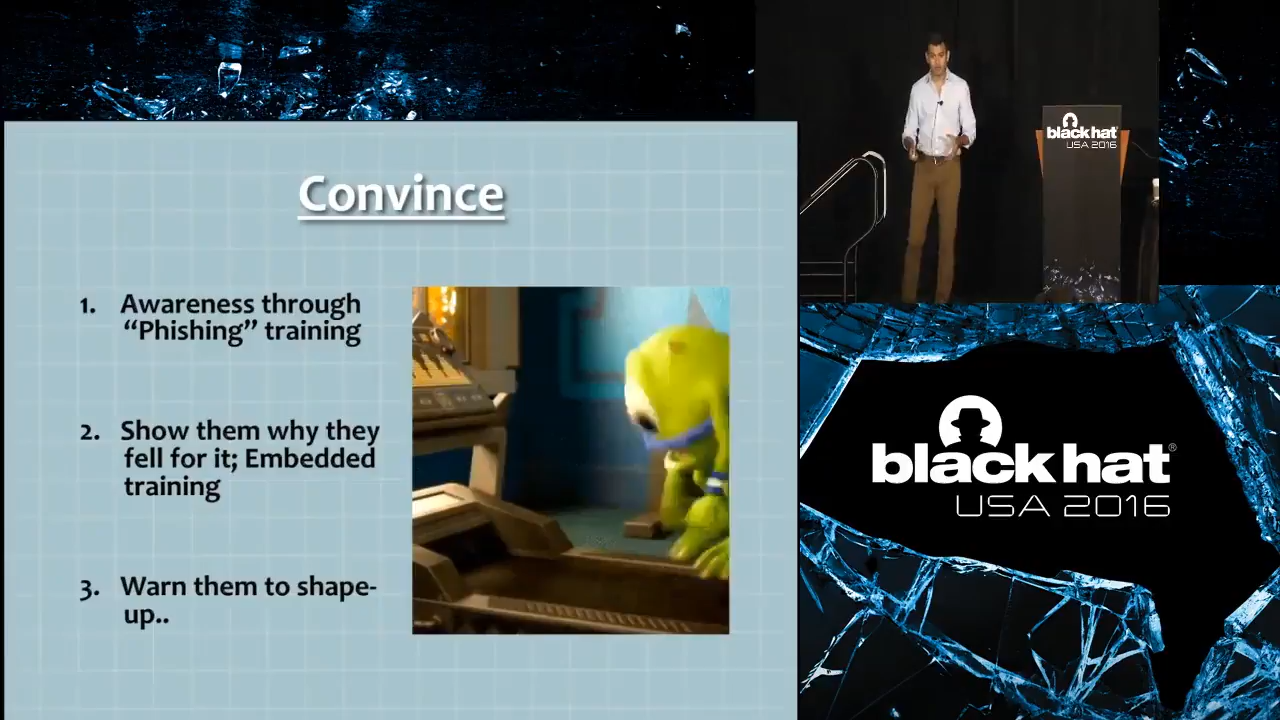 Convince
1. Awareness through
“Phishing” training
2. Show them why they
fell for it; Embedded
training
3. Warn them to shape-
up..
black hat
USA 2016
black hat®
USA 2016